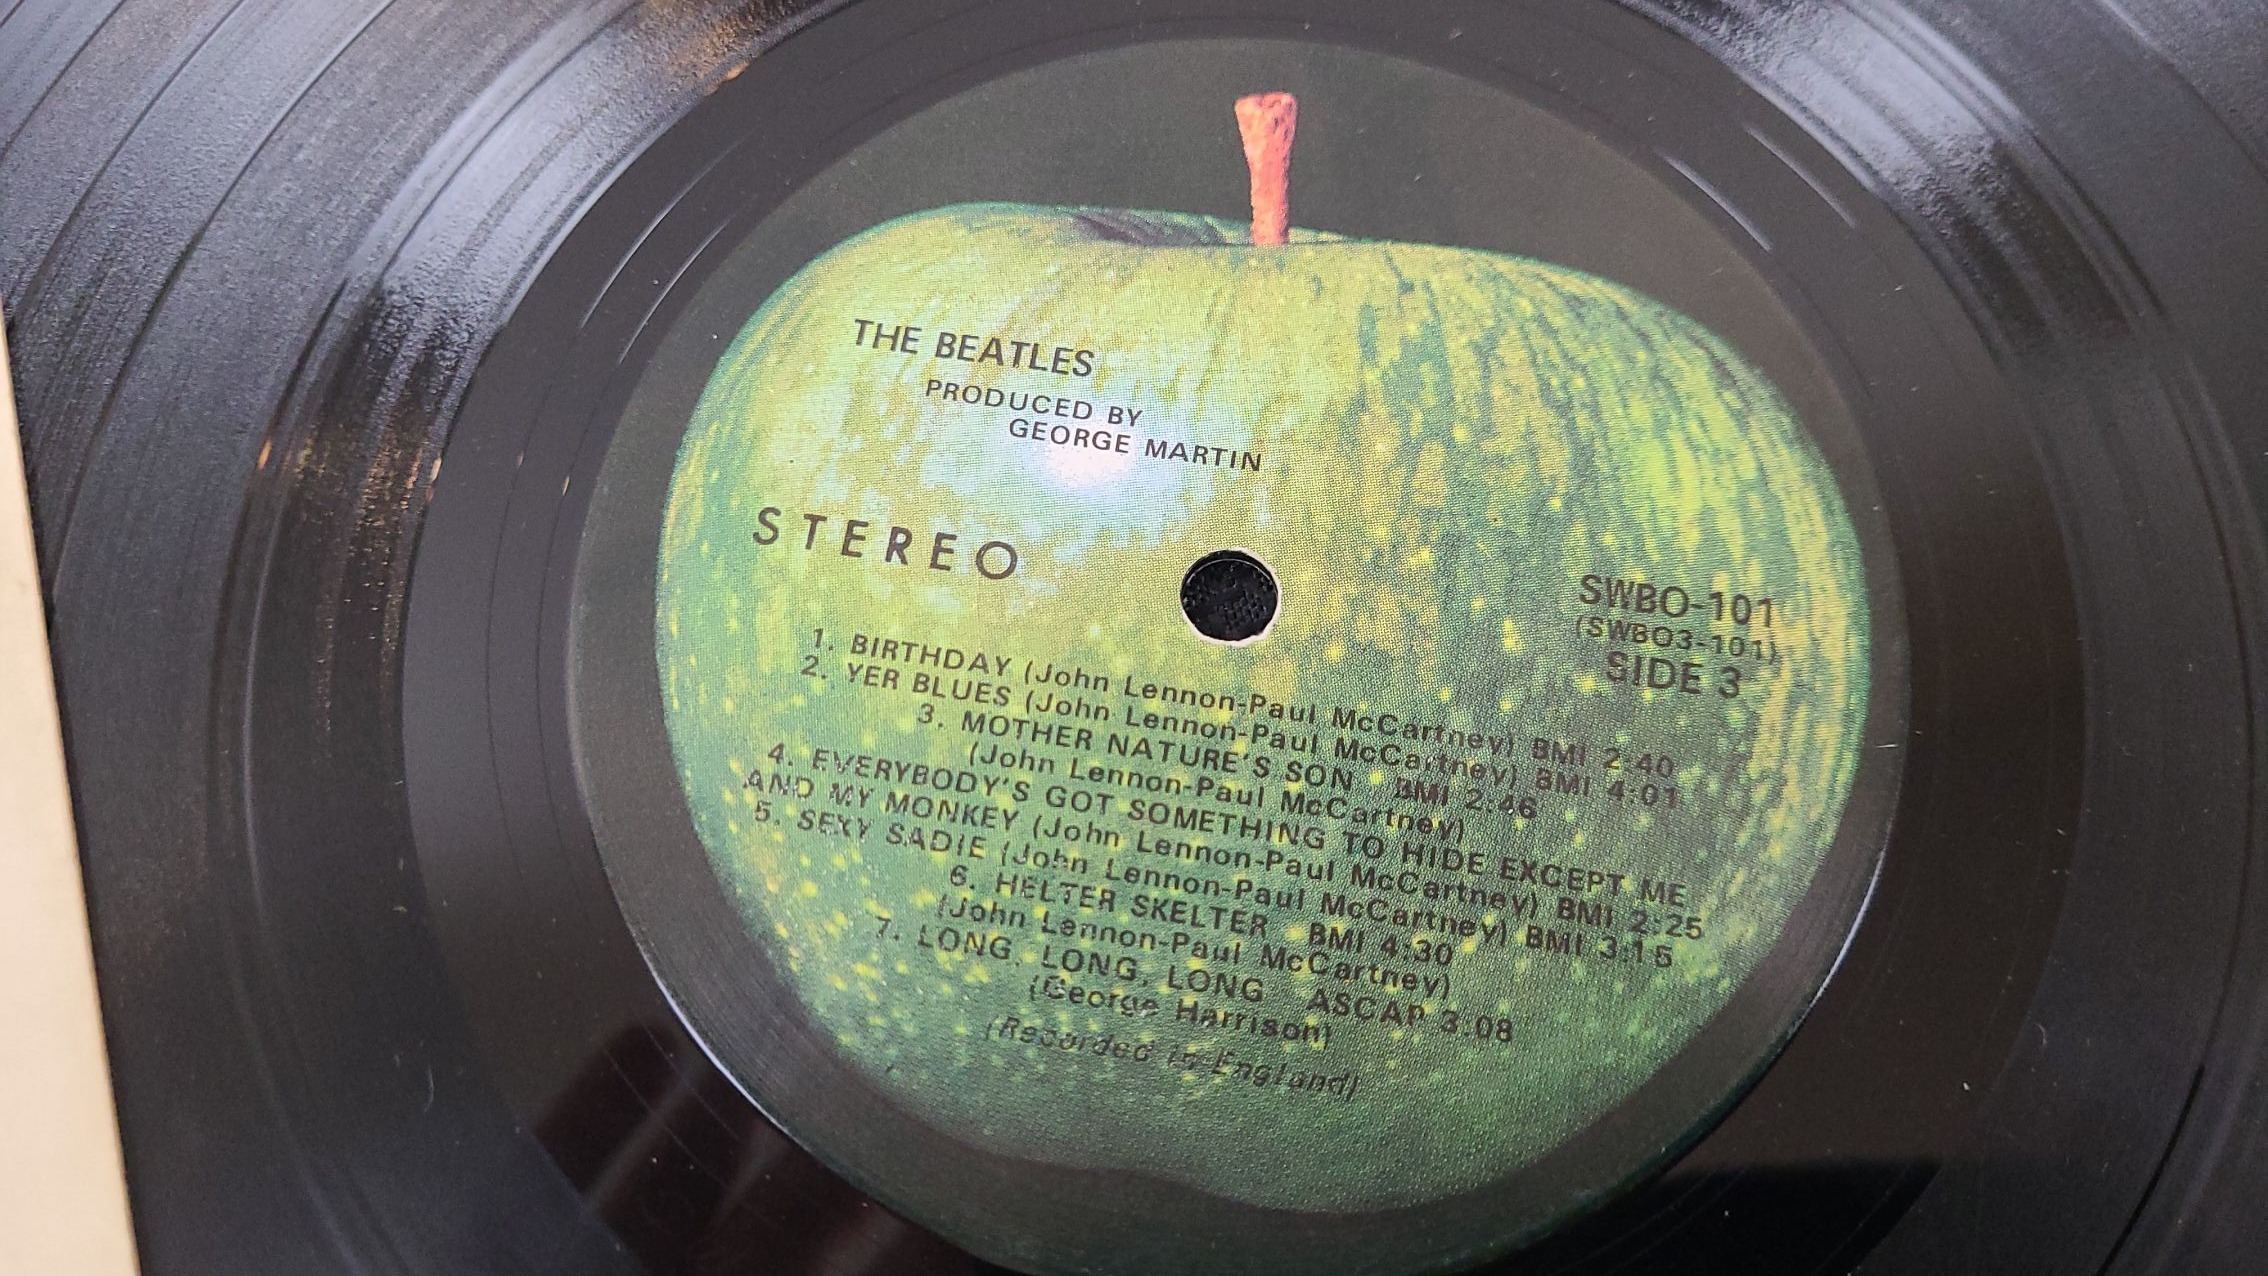 THE BEATLES
PRODUCED BY
GEORGE MARTIN
STEREO
SWBO-101
(SWBO3-101)
SIDE 3
1. BIRTHDAY (John Lennon-Paul McCartney) BMI 2:40
2. YER BLUES (John Lennon-Paul McCartney) BMI 4:01
3. MOTHER NATURE'S SON BMI 2:46
(John Lennon-Paul McCartney)
4. EVERYBODY'S GOT SOMETHING TO HIDE EXCEPT ME
AND MY MONKEY (John Lennon-Paul McCartney) BMI 2:25
5. SEXY SADIE (John Lennon-Paul McCartney) BMI 3:15
6. HELTER SKELTER BMI 4:30
(John Lennon-Paul McCartney)
7. LONG, LONG, LONG ASCAP 3:08
(George Harrison)
(Recorded in England)